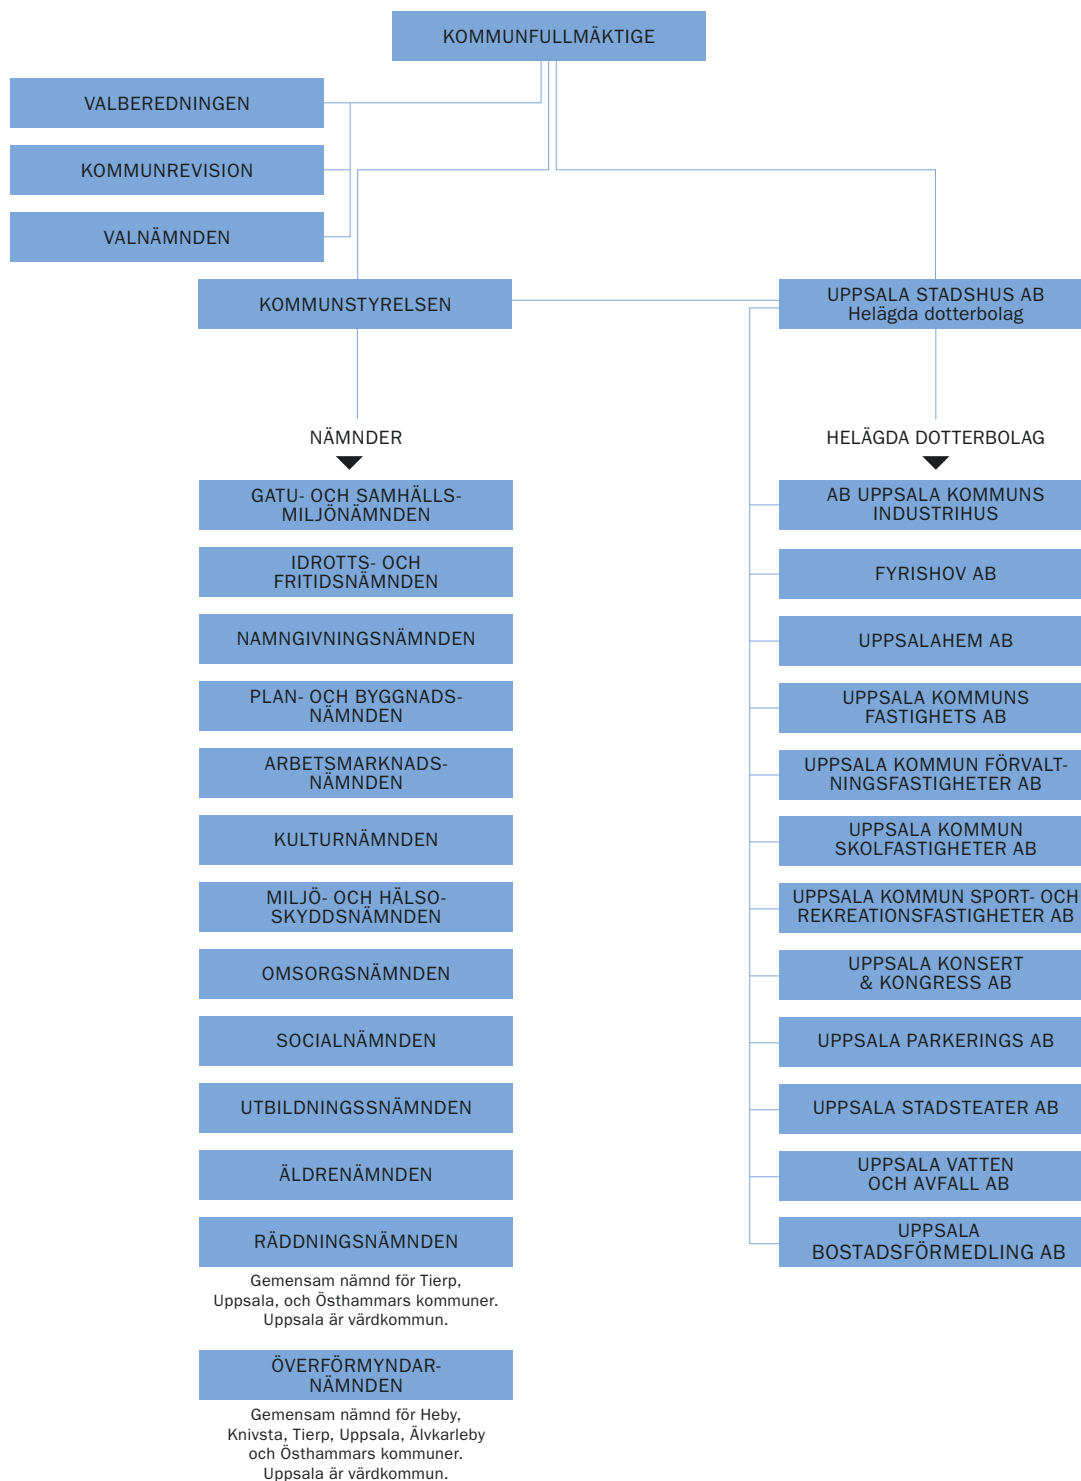 KOMMUNFULLMÄKTIGE
VALBEREDNINGEN
KOMMUNREVISION
VALNÄMNDEN
KOMMUNSTYRELSEN
UPPSALA STADSHUS AB
Helägda dotterbolag
NÄMNDER
GATU- OCH SAMHÄLLS-
MILJÖNÄMNDEN
IDROTTS- OCH
FRITIDSNÄMNDEN
NAMNGIVNINGSNÄMNDEN
PLAN- OCH BYGGNADS-
NÄMNDEN
ARBETSMARKNADS-
NÄMNDEN
KULTURNÄMNDEN
MILJÖ- OCH HÄLSO-
SKYDDSNÄMNDEN
OMSORGSNÄMNDEN
SOCIALNÄMNDEN
UTBILDNINGSSNÄMNDEN
ÄLDRENÄMNDEN
RÄDDNINGSNÄMNDEN
Gemensam nämnd för Tierp,
Uppsala, och Östhammars kommuner.
Uppsala är värdkommun.
ÖVERFÖRMYNDAR-
NÄMNDEN
Gemensam nämnd för Heby,
Knivsta, Tierp, Uppsala, Älvkarleby
och Östhammars kommuner.
Uppsala är värdkommun.
HELÄGDA DOTTERBOLAG
AB UPPSALA KOMMUNS
INDUSTRIHUS
FYRISHOV AB
UPPSALAHEM AB
UPPSALA KOMMUNS
FASTIGHETS AB
UPPSALA KOMMUN FÖRVALT-
NINGSFASTIGHETER AB
UPPSALA KOMMUN
SKOLFASTIGHETER AB
UPPSALA KOMMUN SPORT- OCH
REKREATIONSFASTIGHETER AB
UPPSALA KONSERT
& KONGRESS AB
UPPSALA PARKERINGS AB
UPPSALA STADSTEATER AB
UPPSALA VATTEN
OCH AVFALL AB
UPPSALA
BOSTADSFÖRMEDLING AB